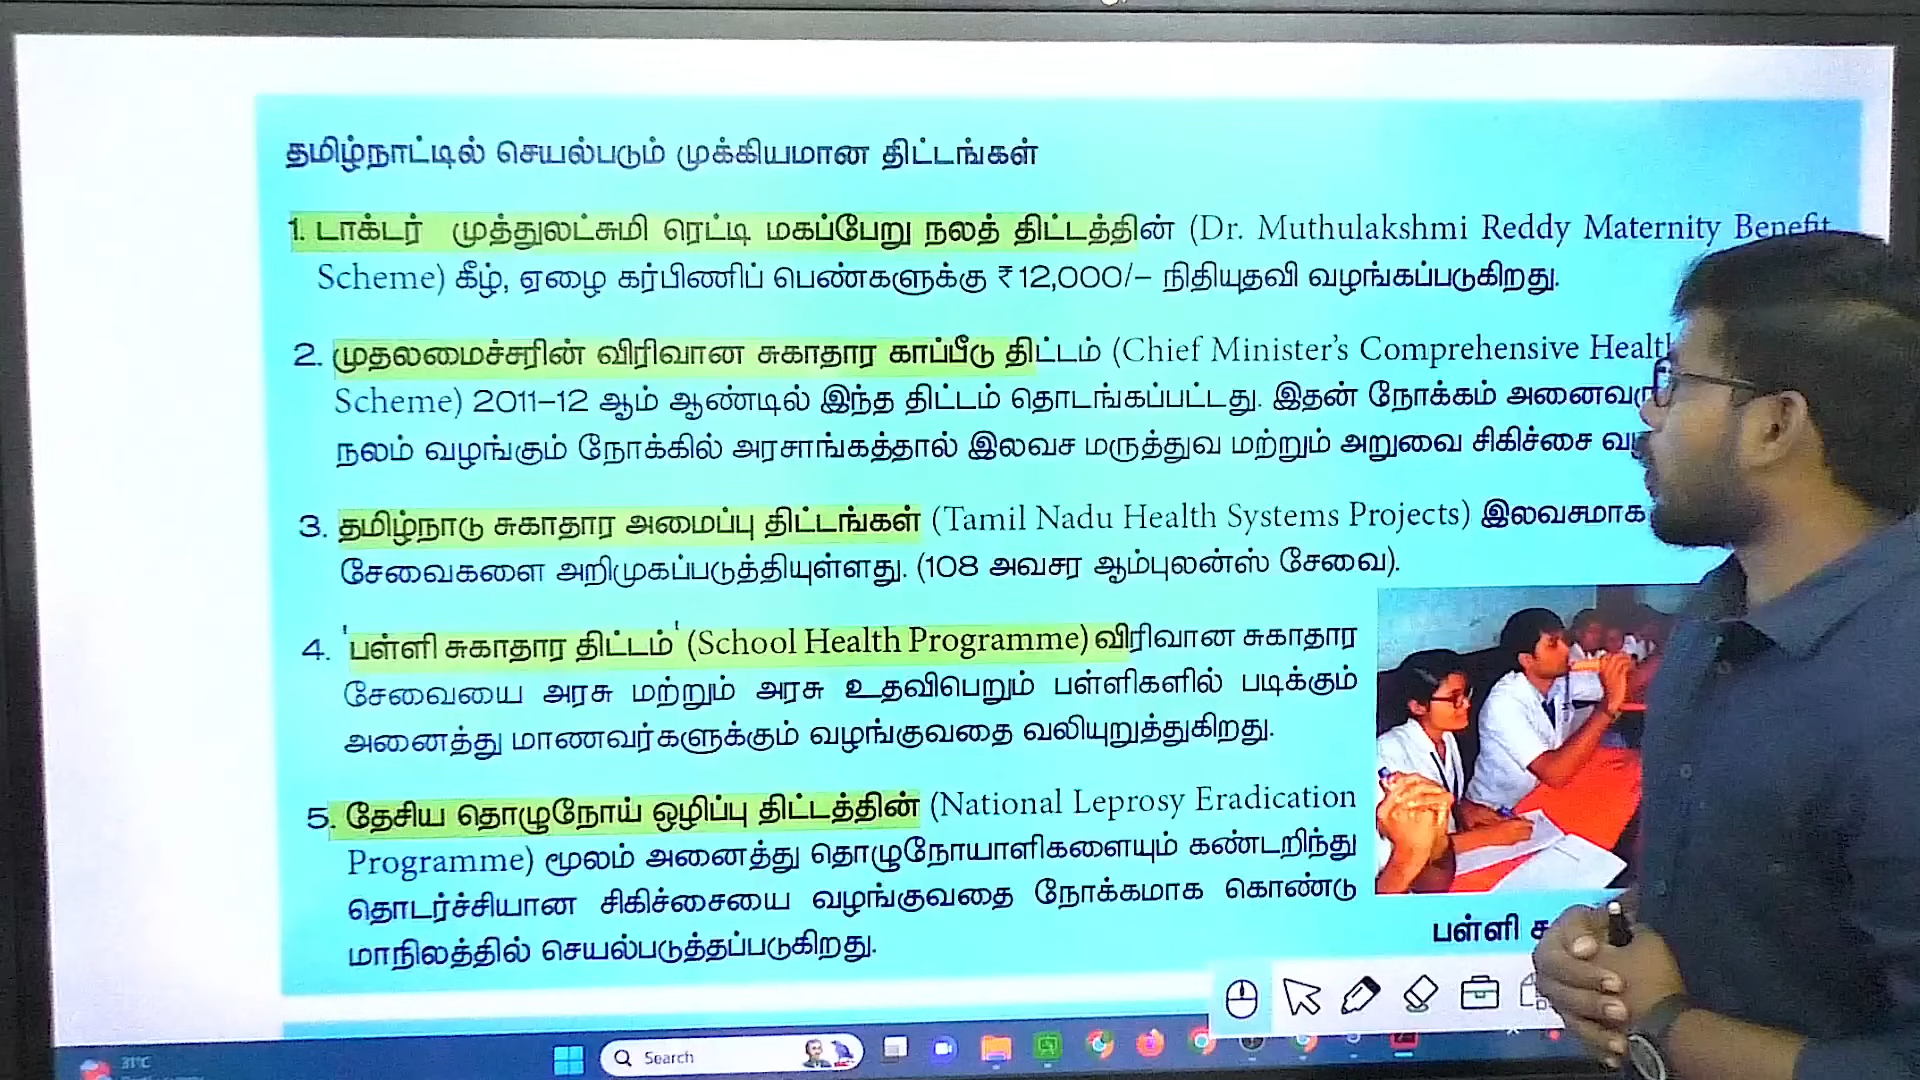 தமிழ்நாட்டில் செயல்படும் முக்கியமான திட்டங்கள்
1. டாக்டர் முத்துலட்சுமி ரெட்டி மகப்பேறு நலத் திட்டத்தின் (Dr. Muthulakshmi Reddy Maternity Benefit
Scheme) கீழ், ஏழை கர்பிணிப் பெண்களுக்கு ₹12,000/– நிதியுதவி வழங்கப்படுகிறது.
2. முதலமைச்சரின் விரிவான சுகாதார காப்பீடு திட்டம் (Chief Minister's Comprehensive
Scheme) 2011–12 ஆம் ஆண்டில் இந்த திட்டம் தொடங்கப்பட்டது. இதன் நோக்கம்
நலம் வழங்கும் நோக்கில் அரசாங்கத்தால் இலவச மருத்துவ மற்றும் அறுவை சிகிச்சை
3. தமிழ்நாடு சுகாதார அமைப்பு திட்டங்கள் (Tamil Nadu Health Systems Projects) இலவசமாக
சேவைகளை அறிமுகப்படுத்தியுள்ளது. (108 அவசர ஆம்புலன்ஸ் சேவை).
4. 'பள்ளி சுகாதார திட்டம்' (School Health Programme) விரிவான சுகாதார
சேவையை அரசு மற்றும் அரசு உதவிபெறும் பள்ளிகளில் படிக்கும்
அனைத்து மாணவர்களுக்கும் வழங்குவதை வலியுறுத்துகிறது.
5. தேசிய தொழுநோய் ஒழிப்பு திட்டத்தின் (National Leprosy Eradication
Programme) மூலம் அனைத்து தொழுநோயாளிகளையும் கண்டறிந்து
தொடர்ச்சியான சிகிச்சையை வழங்குவதை நோக்கமாக கொண்டு
மாநிலத்தில் செயல்படுத்தப்படுகிறது.
பள்ளி
31°C
Search